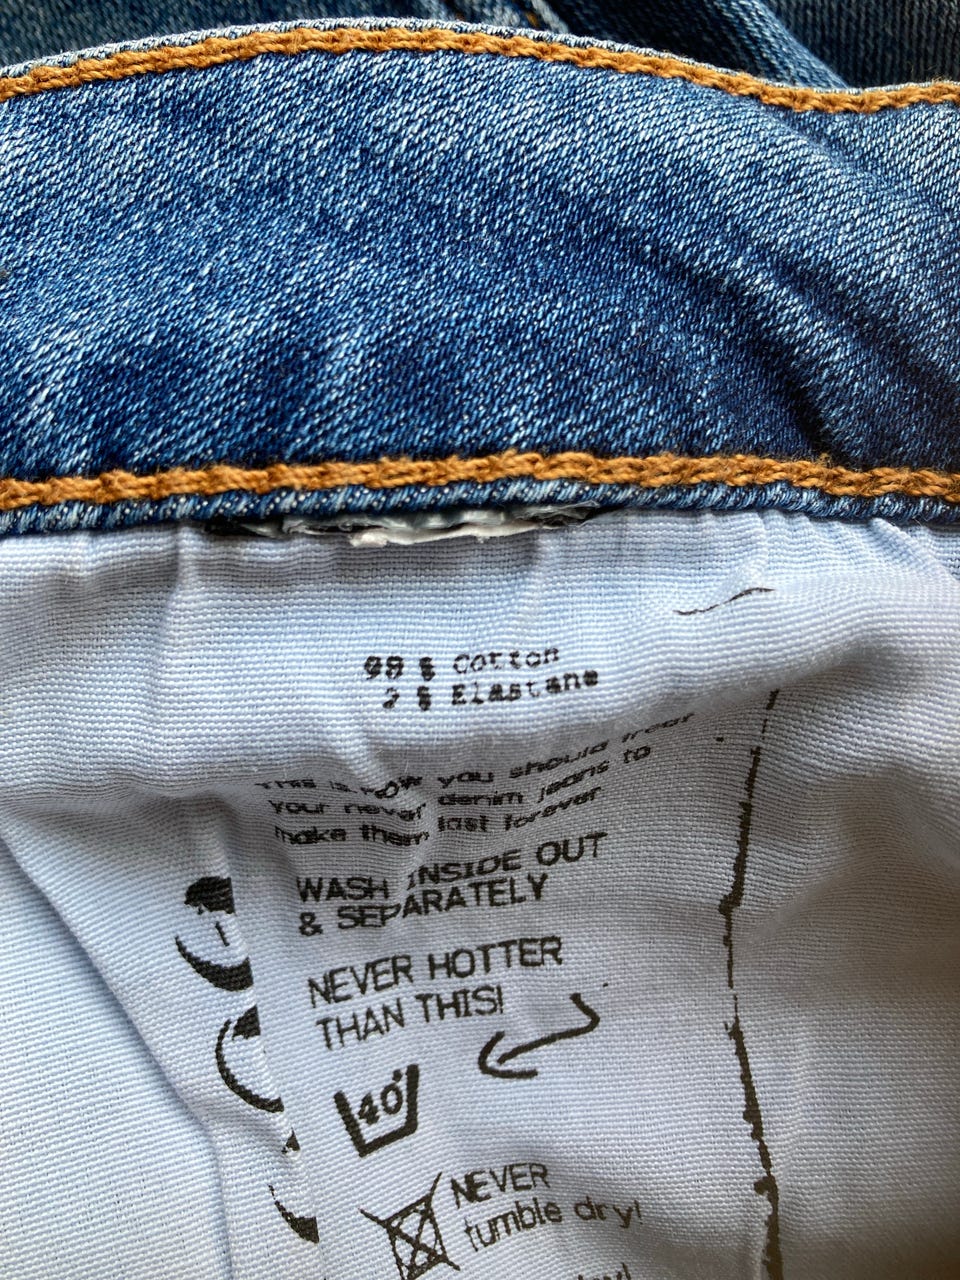 98 % Cotton
2 % Elastane
This is how you should treat
your never denim jeans to
make them last forever
WASH INSIDE OUT
& SEPARATELY
NEVER HOTTER
THAN THIS!
40°
NEVER
tumble dry!